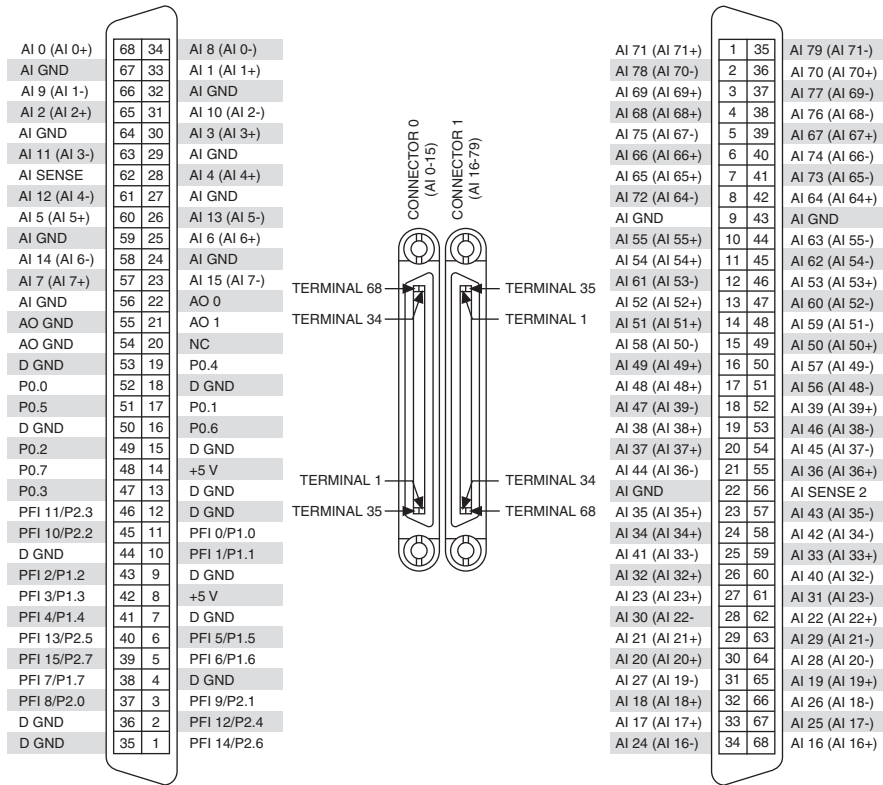 AI 0 (AI 0+) 68 34 AI 8 (AI 0-)
AI GND 67 33 AI 1 (AI 1+)
AI 9 (AI 1-) 66 32 AI GND
AI 2 (AI 2+) 65 31 AI 10 (AI 2-)
AI GND 64 30 AI 3 (AI 3+)
AI 11 (AI 3-) 63 29 AI GND
AI SENSE 62 28 AI 4 (AI 4+)
AI 12 (AI 4-) 61 27 AI GND
AI 5 (AI 5+) 60 26 AI 13 (AI 5-)
AI GND 59 25 AI 6 (AI 6+)
AI 14 (AI 6-) 58 24 AI GND
AI 7 (AI 7+) 57 23 AI 15 (AI 7-)
AI GND 56 22 AO 0
AO GND 55 21 AO 1
AO GND 54 20 NC
D GND 53 19 P0.4
P0.0 52 18 D GND
P0.5 51 17 P0.1
D GND 50 16 P0.6
P0.2 49 15 D GND
P0.7 48 14 +5 V
P0.3 47 13 D GND
PFI 11/P2.3 46 12 D GND
PFI 10/P2.2 45 11 PFI 0/P1.0
D GND 44 10 PFI 1/P1.1
PFI 2/P1.2 43 9 D GND
PFI 3/P1.3 42 8 +5 V
PFI 4/P1.4 41 7 D GND
PFI 13/P2.5 40 6 PFI 5/P1.5
PFI 15/P2.7 39 5 PFI 6/P1.6
PFI 7/P1.7 38 4 D GND
PFI 8/P2.0 37 3 PFI 9/P2.1
D GND 36 2 PFI 12/P2.4
D GND 35 1 PFI 14/P2.6
CONNECTOR 0
(AI 0-15)
CONNECTOR 1
(AI 16-79)
TERMINAL 68
TERMINAL 35
TERMINAL 34
TERMINAL 1
TERMINAL 1
TERMINAL 34
TERMINAL 35
TERMINAL 68
AI 71 (AI 71+) 1 35 AI 79 (AI 71-)
AI 78 (AI 70-) 2 36 AI 70 (AI 70+)
AI 69 (AI 69+) 3 37 AI 77 (AI 69-)
AI 68 (AI 68+) 4 38 AI 76 (AI 68-)
AI 75 (AI 67-) 5 39 AI 67 (AI 67+)
AI 66 (AI 66+) 6 40 AI 74 (AI 66-)
AI 65 (AI 65+) 7 41 AI 73 (AI 65-)
AI 72 (AI 64-) 8 42 AI 64 (AI 64+)
AI GND 9 43 AI GND
AI 55 (AI 55+) 10 44 AI 63 (AI 55-)
AI 54 (AI 54+) 11 45 AI 62 (AI 54-)
AI 61 (AI 53-) 12 46 AI 53 (AI 53+)
AI 52 (AI 52+) 13 47 AI 60 (AI 52-)
AI 51 (AI 51+) 14 48 AI 59 (AI 51-)
AI 58 (AI 50-) 15 49 AI 50 (AI 50+)
AI 49 (AI 49+) 16 50 AI 57 (AI 49-)
AI 48 (AI 48+) 17 51 AI 56 (AI 48-)
AI 47 (AI 39-) 18 52 AI 39 (AI 39+)
AI 38 (AI 38+) 19 53 AI 46 (AI 38-)
AI 37 (AI 37+) 20 54 AI 45 (AI 37-)
AI 44 (AI 36-) 21 55 AI 36 (AI 36+)
AI GND 22 56 AI SENSE 2
AI 35 (AI 35+) 23 57 AI 43 (AI 35-)
AI 34 (AI 34+) 24 58 AI 42 (AI 34-)
AI 41 (AI 33-) 25 59 AI 33 (AI 33+)
AI 32 (AI 32+) 26 60 AI 40 (AI 32-)
AI 23 (AI 23+) 27 61 AI 31 (AI 23-)
AI 30 (AI 22- 28 62 AI 22 (AI 22+)
AI 21 (AI 21+) 29 63 AI 29 (AI 21-)
AI 20 (AI 20+) 30 64 AI 28 (AI 20-)
AI 27 (AI 19-) 31 65 AI 19 (AI 19+)
AI 18 (AI 18+) 32 66 AI 26 (AI 18-)
AI 17 (AI 17+) 33 67 AI 25 (AI 17-)
AI 24 (AI 16-) 34 68 AI 16 (AI 16+)